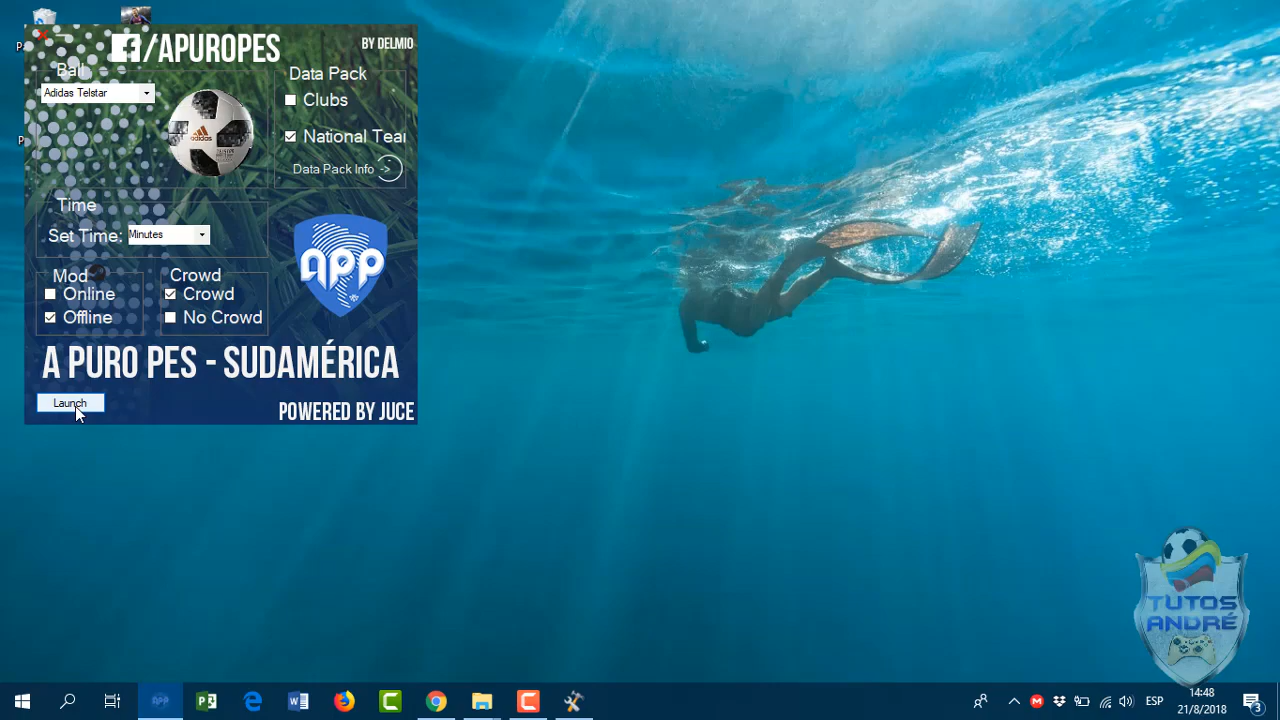 /APUROPES
BY DELMIO
Ball
Adidas Telstar
adidas
Data Pack
Clubs
National Tear
Data Pack Info ->
Time
Set Time: Minutes
Mod
Online
Offline
Crowd
Crowd
No Crowd
app
A PURO PES - SUDAMÉRICA
Launch
POWERED BY JUCE
TUTOS
ANDRÉ
ESP
14:48
21/8/2018
3